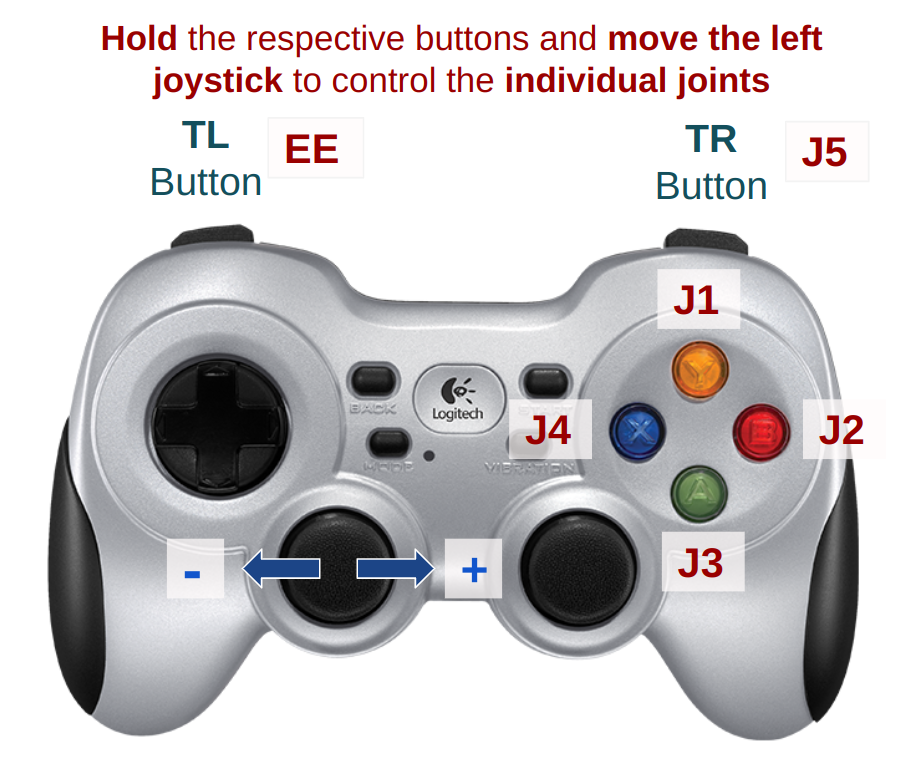 Hold the respective buttons and move the left
joystick to control the individual joints
TL
Button
EE
TR
Button
J5
J1
Y
BACK
Logitech
J4
X
B
J2
MODE
VIBRATION
A
J3
-
+